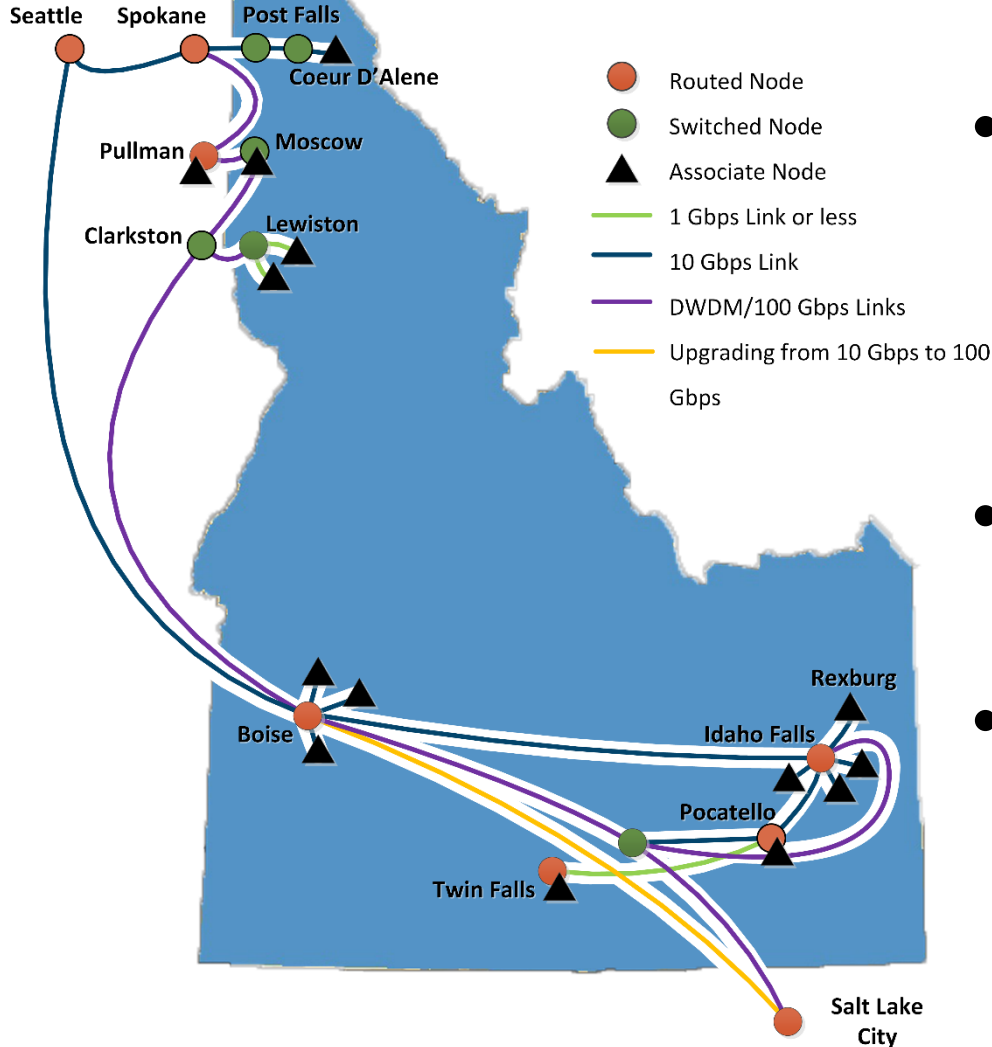 Seattle
Spokane
Post Falls
Coeur D'Alene
Pullman
Moscow
Clarkston
Lewiston
Routed Node
Switched Node
Associate Node
1 Gbps Link or less
10 Gbps Link
DWDM/100 Gbps Links
Upgrading from 10 Gbps to 100
Gbps
Rexburg
Boise
Idaho Falls
Pocatello
Twin Falls
Salt Lake
City